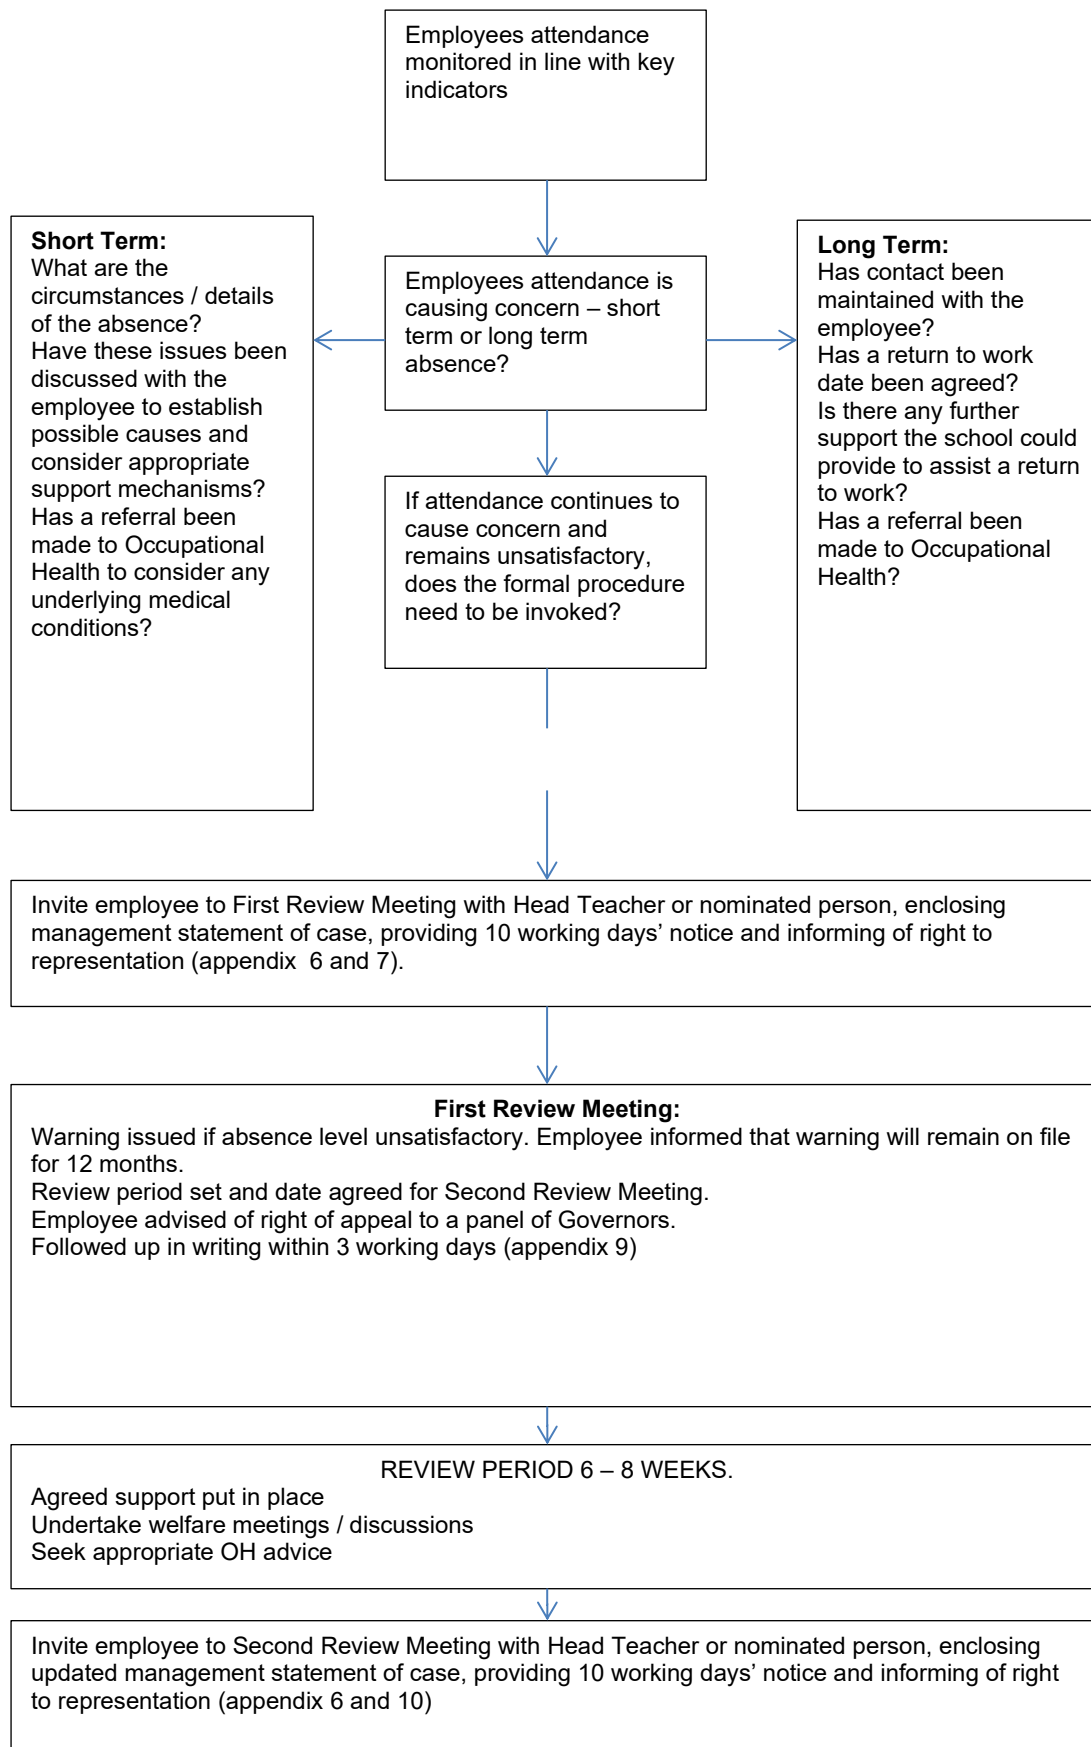 Employees attendance
monitored in line with key
indicators
Short Term:
What are the
circumstances / details
of the absence?
Have these issues been
discussed with the
employee to establish
possible causes and
consider appropriate
support mechanisms?
Has a referral been
made to Occupational
Health to consider any
underlying medical
conditions?
Employees attendance is
causing concern – short
term or long term
absence?
Long Term:
Has contact been
maintained with the
employee?
Has a return to work
date been agreed?
Is there any further
support the school could
provide to assist a return
to work?
Has a referral been
made to Occupational
Health?
If attendance continues to
cause concern and
remains unsatisfactory,
does the formal procedure
need to be invoked?
Invite employee to First Review Meeting with Head Teacher or nominated person, enclosing
management statement of case, providing 10 working days’ notice and informing of right to
representation (appendix  6 and 7).
First Review Meeting:
Warning issued if absence level unsatisfactory. Employee informed that warning will remain on file
for 12 months.
Review period set and date agreed for Second Review Meeting.
Employee advised of right of appeal to a panel of Governors.
Followed up in writing within 3 working days (appendix 9)
REVIEW PERIOD 6 – 8 WEEKS.
Agreed support put in place
Undertake welfare meetings / discussions
Seek appropriate OH advice
Invite employee to Second Review Meeting with Head Teacher or nominated person, enclosing
updated management statement of case, providing 10 working days’ notice and informing of right
to representation (appendix 6 and 10)